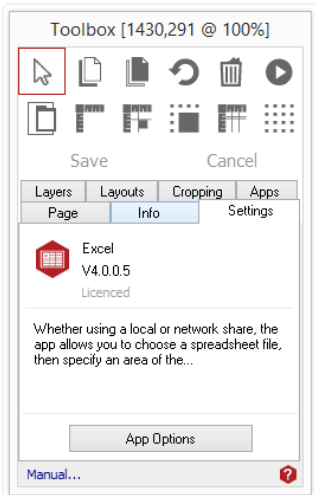 Toolbox [1430,291 @ 100%]
Save Cancel
Layers Layouts Cropping Apps
Page Info Settings
Excel
V4.0.0.5
Licenced
Whether using a local or network share, the
app allows you to choose a spreadsheet file,
then specify an area of the...
App Options
Manual... ?